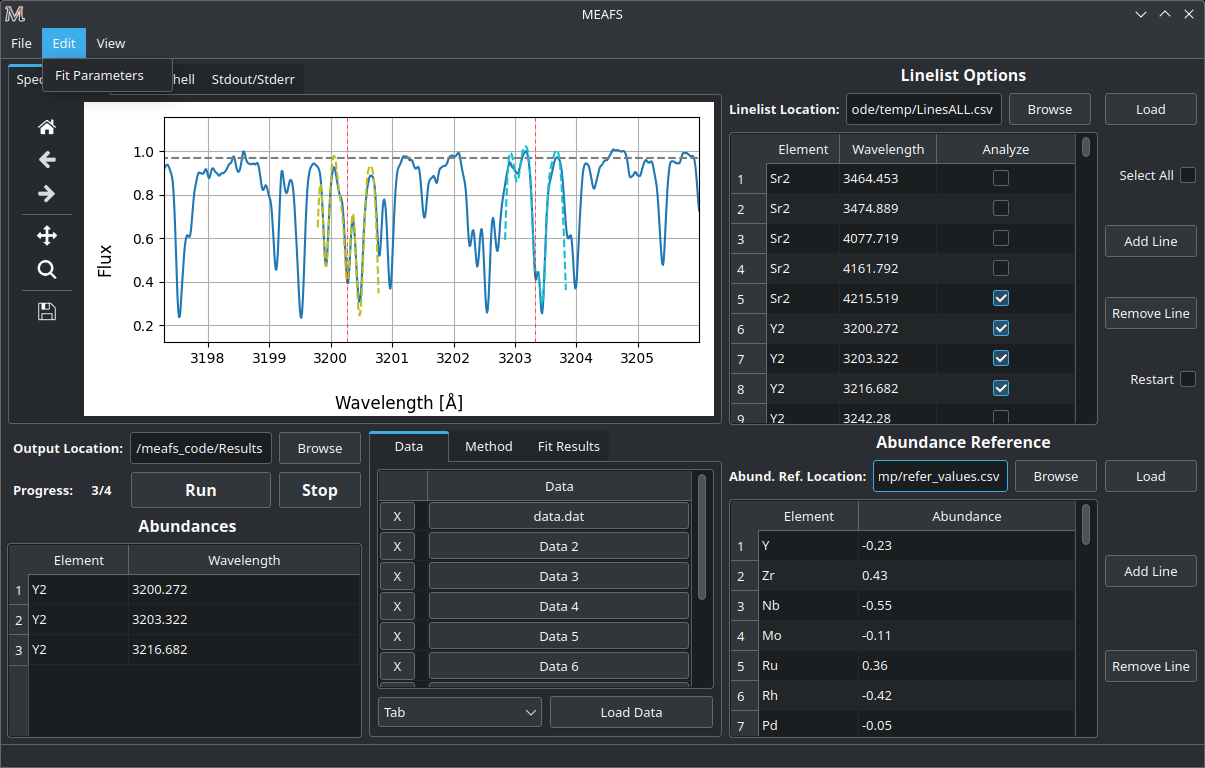 MEAFS
File Edit View
Fit Parameters
Spec
hell
Stdout/Stderr
1.0
0.8
0.6
0.4
0.2
Flux
3198 3199 3200 3201 3202 3203 3204 3205
Wavelength [Å]
Linelist Options
Linelist Location: ode/temp/LinesALL.csv Browse Load
Element Wavelength Analyze
1 Sr2 3464.453
2 Sr2 3474.889
3 Sr2 4077.719
4 Sr2 4161.792
5 Sr2 4215.519
6 Y2 3200.272
7 Y2 3203.322
8 Y2 3216.682
9 Y2 3242.28
Select All
Add Line
Remove Line
Restart
Output Location: /meafs_code/Results Browse
Progress: 3/4 Run Stop
Abundances
Element Wavelength
1 Y2 3200.272
2 Y2 3203.322
3 Y2 3216.682
Data Method Fit Results
Data
X data.dat
X Data 2
X Data 3
X Data 4
X Data 5
X Data 6
Tab Load Data
Abundance Reference
Abund. Ref. Location: mp/refer_values.csv Browse Load
Element Abundance
1 Y -0.23
2 Zr 0.43
3 Nb -0.55
4 Mo -0.11
5 Ru 0.36
6 Rh -0.42
7 Pd -0.05
Add Line
Remove Line